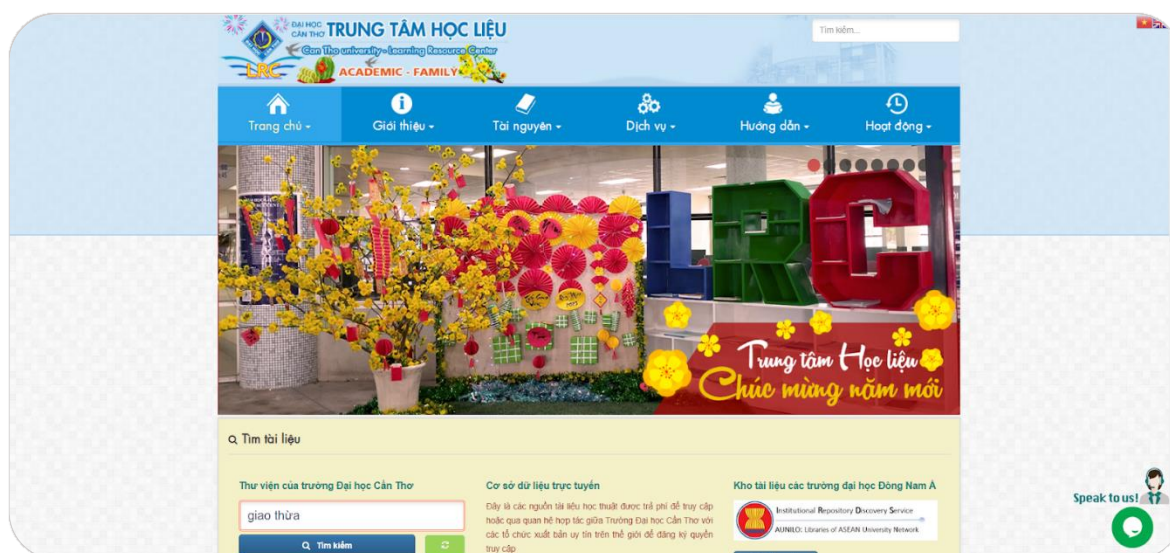 ĐẠI HỌC
CẦN THƠ TRUNG TÂM HỌC LIỆU
Can Tho university - Learning Resource Center
LRC ACADEMIC - FAMILY
Tìm kiếm...
Trang chủ
Giới thiệu
Tài nguyên
Dịch vụ
Hướng dẫn
Hoạt động
LRC
Trung tâm Học liệu
Chúc mừng năm mới
Tìm tài liệu
Thư viện của trường Đại học Cần Thơ
giao thừa
Tìm kiếm
Cơ sở dữ liệu trực tuyến
Đây là các nguồn tài liệu học thuật được trả phí để truy cập
hoặc qua quan hệ hợp tác giữa Trường Đại học Cần Thơ với
các tổ chức xuất bản uy tín trên thế giới để đăng ký quyền
truy cập
Kho tài liệu các trường đại học Đông Nam Á
Institutional Repository Discovery Service
AUNILO: Libraries of ASEAN University Network
Speak to us!